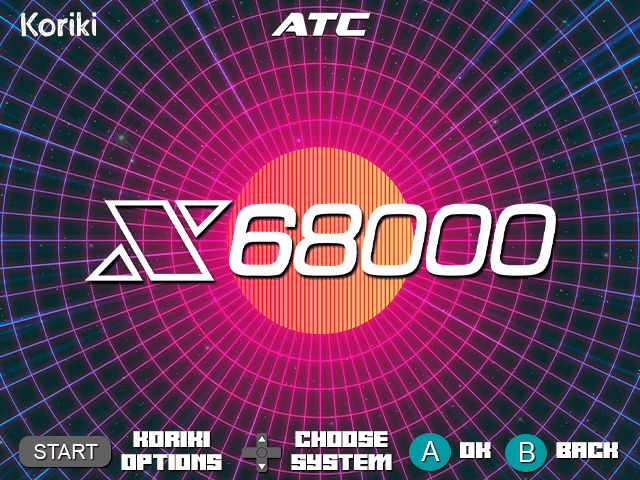 Koriki
ATC
X68000
START
KORIKI
OPTIONS
CHOOSE
SYSTEM
A
OK
B
BACK